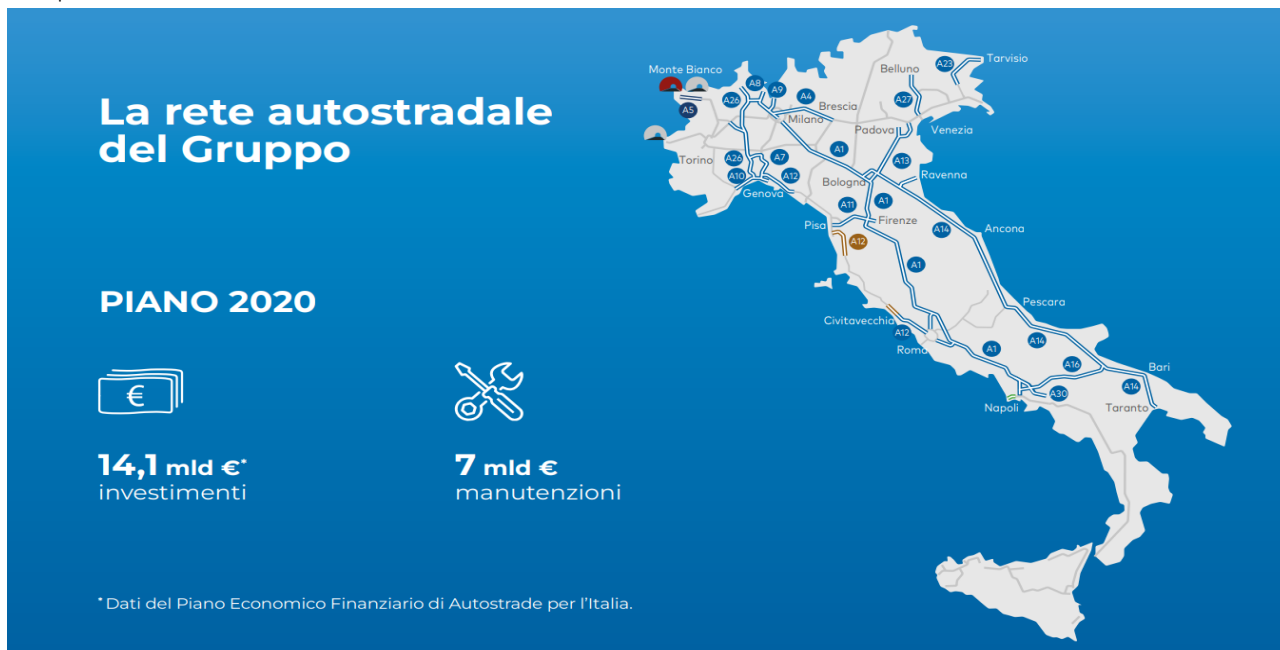 La rete autostradale
del Gruppo
PIANO 2020
14,1 mld €*
investimenti
7 mld €
manutenzioni
*Dati del Piano Economico Finanziario di Autostrade per l'Italia.
Monte Bianco
A5
A26
A8
A9
A4
Brescia
Milano
Belluno
A23
Tarvisio
A27
Padova
Venezia
Torino
A26
A7
A10
A12
Genova
A1
A13
Bologna
Ravenna
A11
A1
Firenze
Pisa
A12
A14
Ancona
A1
Pescara
Civitavecchia
A12
Roma
A1
A14
A16
Bari
A30
A14
Napoli
Taranto